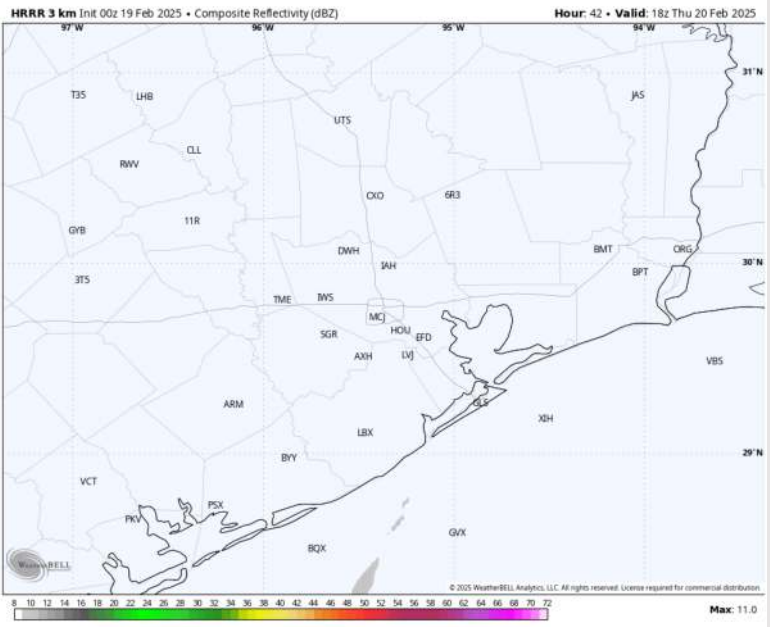 HRRR 3 km Init 00z 19 Feb 2025 • Composite Reflectivity (dBZ) Hour: 42 • Valid: 18z Thu 20 Feb 2025
97°W 96°W 95°W 94°W
31°N
T35 LHB JAS
UTS
CLL
RWV
CXO 6R3
11R
GYB
DWH BMT ORG
IAH 30°N
3T5 BPT
TME IWS
MCJ
SGR HOU EFD
AXH LVJ VBS
ARM GLS
XIH
LBX
BYY 29°N
VCT
PSX
PKV
GVX
BQX
WEATHERBELL
© 2025 WeatherBELL Analytics, LLC. All rights reserved. License required for commercial distribution.
8 10 12 14 16 18 20 22 24 26 28 30 32 34 36 38 40 42 44 46 48 50 52 54 56 58 60 62 64 66 68 70 72 Max: 11.0